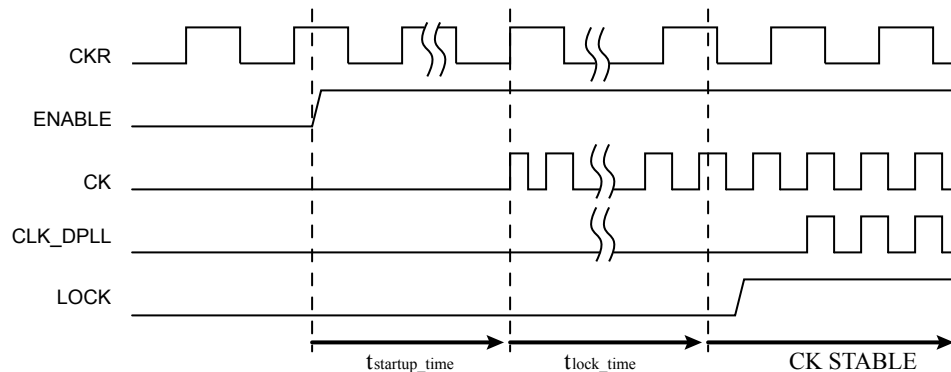 CKR
ENABLE
CK
CLK_DPLL
LOCK
tstartup_time
tlock_time
CK STABLE